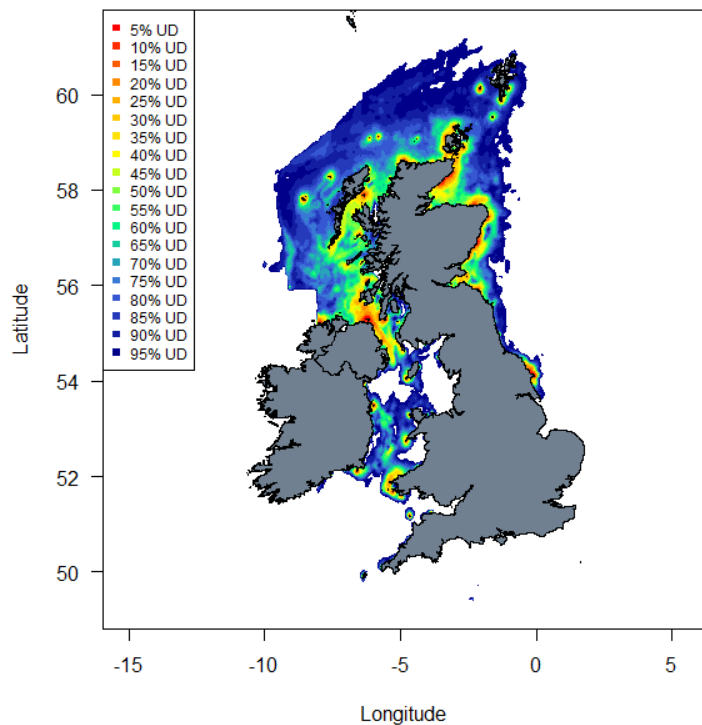 5% UD
10% UD
15% UD
20% UD
25% UD
30% UD
35% UD
40% UD
45% UD
50% UD
55% UD
60% UD
65% UD
70% UD
75% UD
80% UD
85% UD
90% UD
95% UD
60
58
56
54
52
50
Latitude
-15 -10 -5 0 5
Longitude